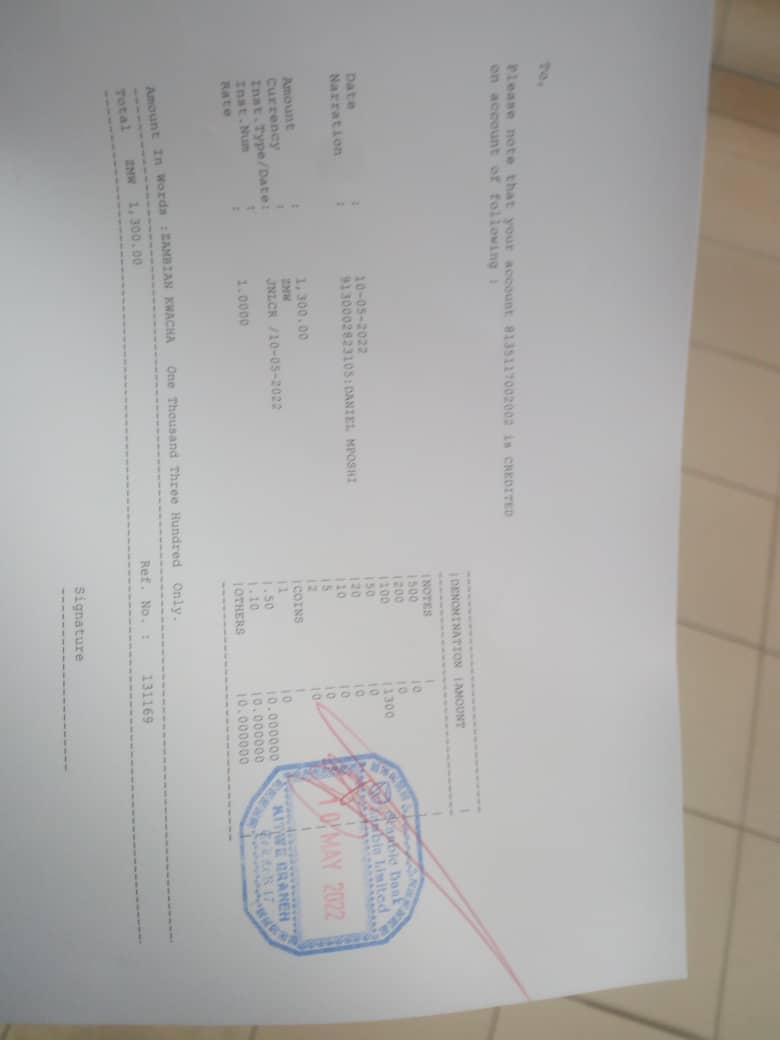 To,
Please note that your account 8135117002002 is CREDITED
on account of following :
Date : 10-05-2022
Narration : 9130002823105:DANIEL MPOSHI
Amount : 1,300.00
Currency : ZMW
Inst.Type/Date: JNLCR /10-05-2022
Inst.Num :
Rate : 1.0000
|DENOMINATION |AMOUNT |
|NOTES |
|500 |0
|200 |0
|100 |1300
|50 |0
|20 |0
|10 |0
|5 |0
|2 |0
|COINS |
|1 |0
|.50 |0.000000
|.10 |0.000000
|OTHERS |0.000000
Limited
10 MAY 2022
KITWE BRANCH
Amount In Words :ZAMBIAN KWACHA One Thousand Three Hundred Only.
Total ZMW 1,300.00 Ref. No. : 131169
Signature